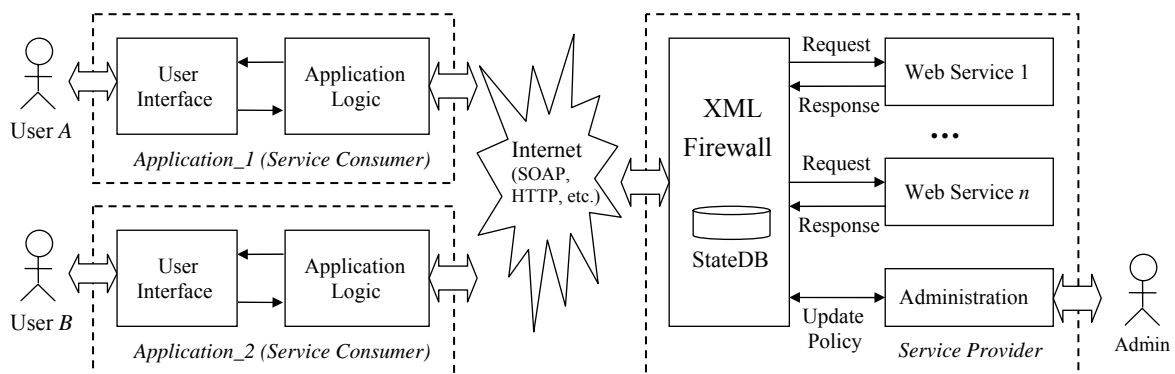 User A
User
Interface
Application
Logic
Application_1 (Service Consumer)
User B
User
Interface
Application
Logic
Application_2 (Service Consumer)
Internet
(SOAP,
HTTP, etc.)
XML
Firewall
StateDB
Request
Response
Web Service 1
...
Request
Response
Web Service n
Update
Policy
Administration
Service Provider
Admin